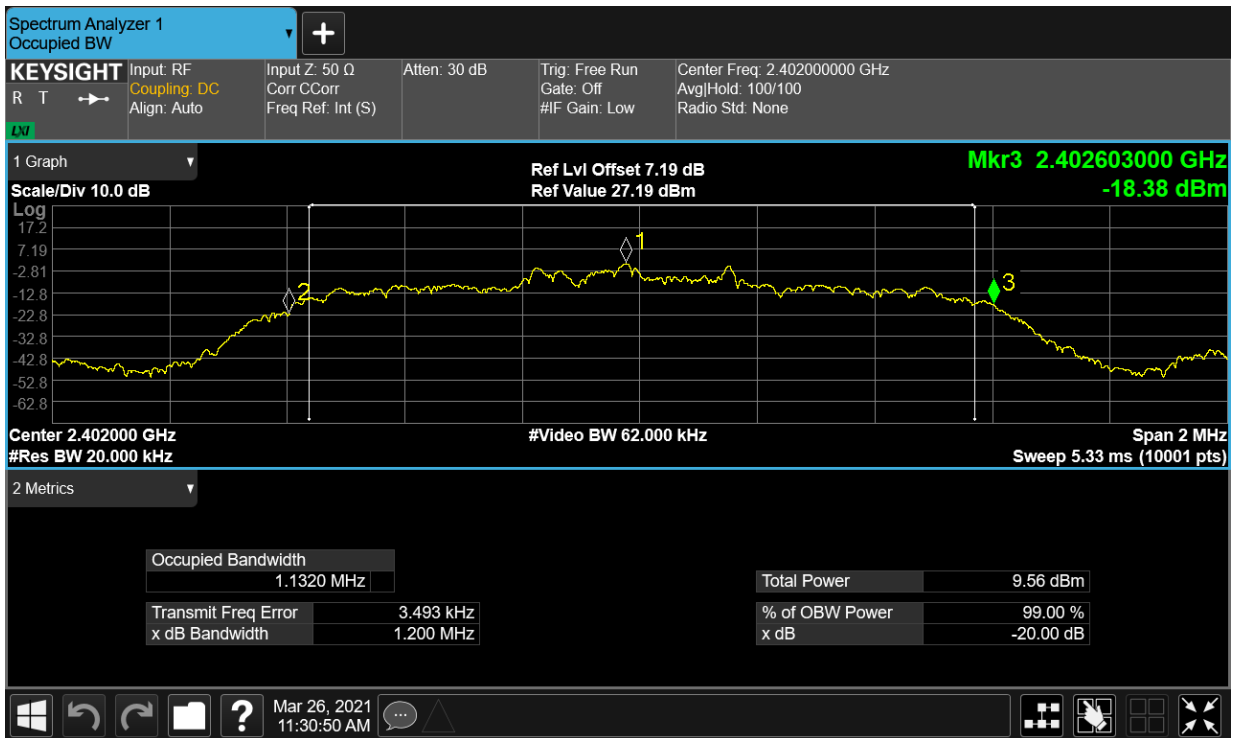 Spectrum Analyzer 1
Occupied BW
+
KEYSIGHT
R T
LXI
Input: RF
Coupling: DC
Align: Auto
Input Z: 50 Ω
Corr CCorr
Freq Ref: Int (S)
Atten: 30 dB
Trig: Free Run
Gate: Off
#IF Gain: Low
Center Freq: 2.402000000 GHz
Avg|Hold: 100/100
Radio Std: None
1 Graph
Scale/Div 10.0 dB
Ref Lvl Offset 7.19 dB
Ref Value 27.19 dBm
Mkr3 2.402603000 GHz
-18.38 dBm
Log
17.2
7.19
-2.81
-12.8
-22.8
-32.8
-42.8
-52.8
-62.8
1
2
3
Center 2.402000 GHz
#Res BW 20.000 kHz
#Video BW 62.000 kHz
Span 2 MHz
Sweep 5.33 ms (10001 pts)
2 Metrics
Occupied Bandwidth
1.1320 MHz
Transmit Freq Error 3.493 kHz
x dB Bandwidth 1.200 MHz
Total Power 9.56 dBm
% of OBW Power 99.00 %
x dB -20.00 dB
?
Mar 26, 2021
11:30:50 AM